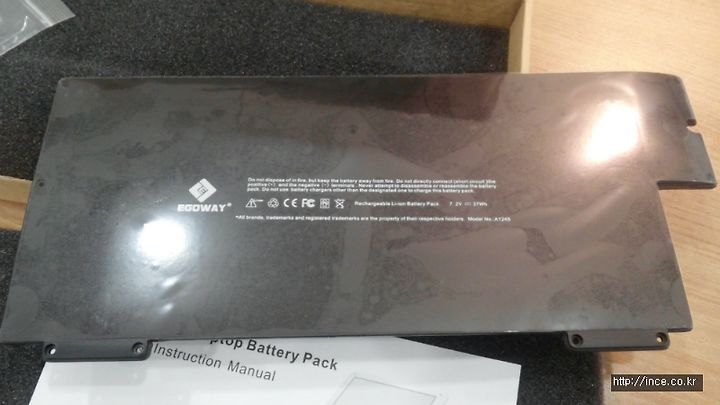 Do not dispose of in fire, but keep the battery away from fire. Do not directly connect (short circuit )the
positive(+) and the negative (-) terminals. Never attempt to disassemble or reassemble the battery
pack. Do not use battery chargers other than the designated one to charge this battery pack.
EGOWAY®
CE FC Rechargeable Li-ion Battery Pack 7.2V 37Wh
*All brands, trademarks and registered trademarks are the property of their respective holders. Model No.:A1245
ptop Battery Pack
Instruction Manual
http://ince.co.kr